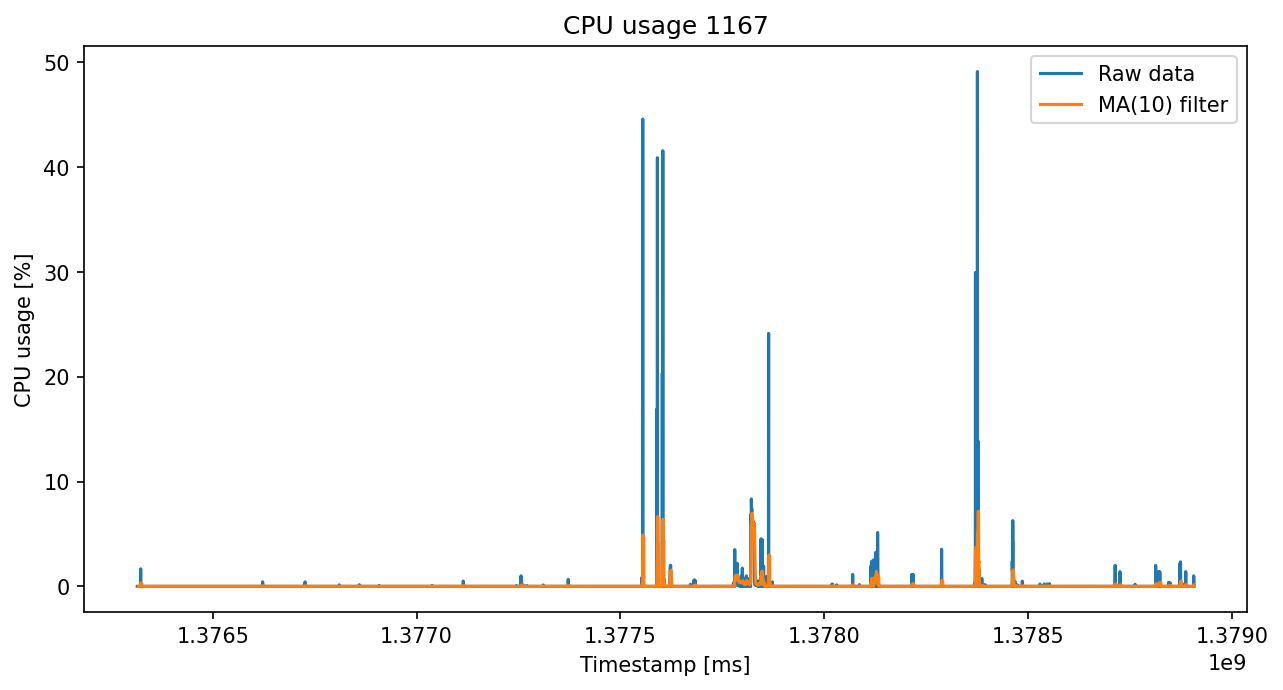 CPU usage 1167
Raw data
MA(10) filter
CPU usage [%]
50
40
30
20
10
0
1.3765
1.3770
1.3775
1.3780
1.3785
1.3790
1e9
Timestamp [ms]